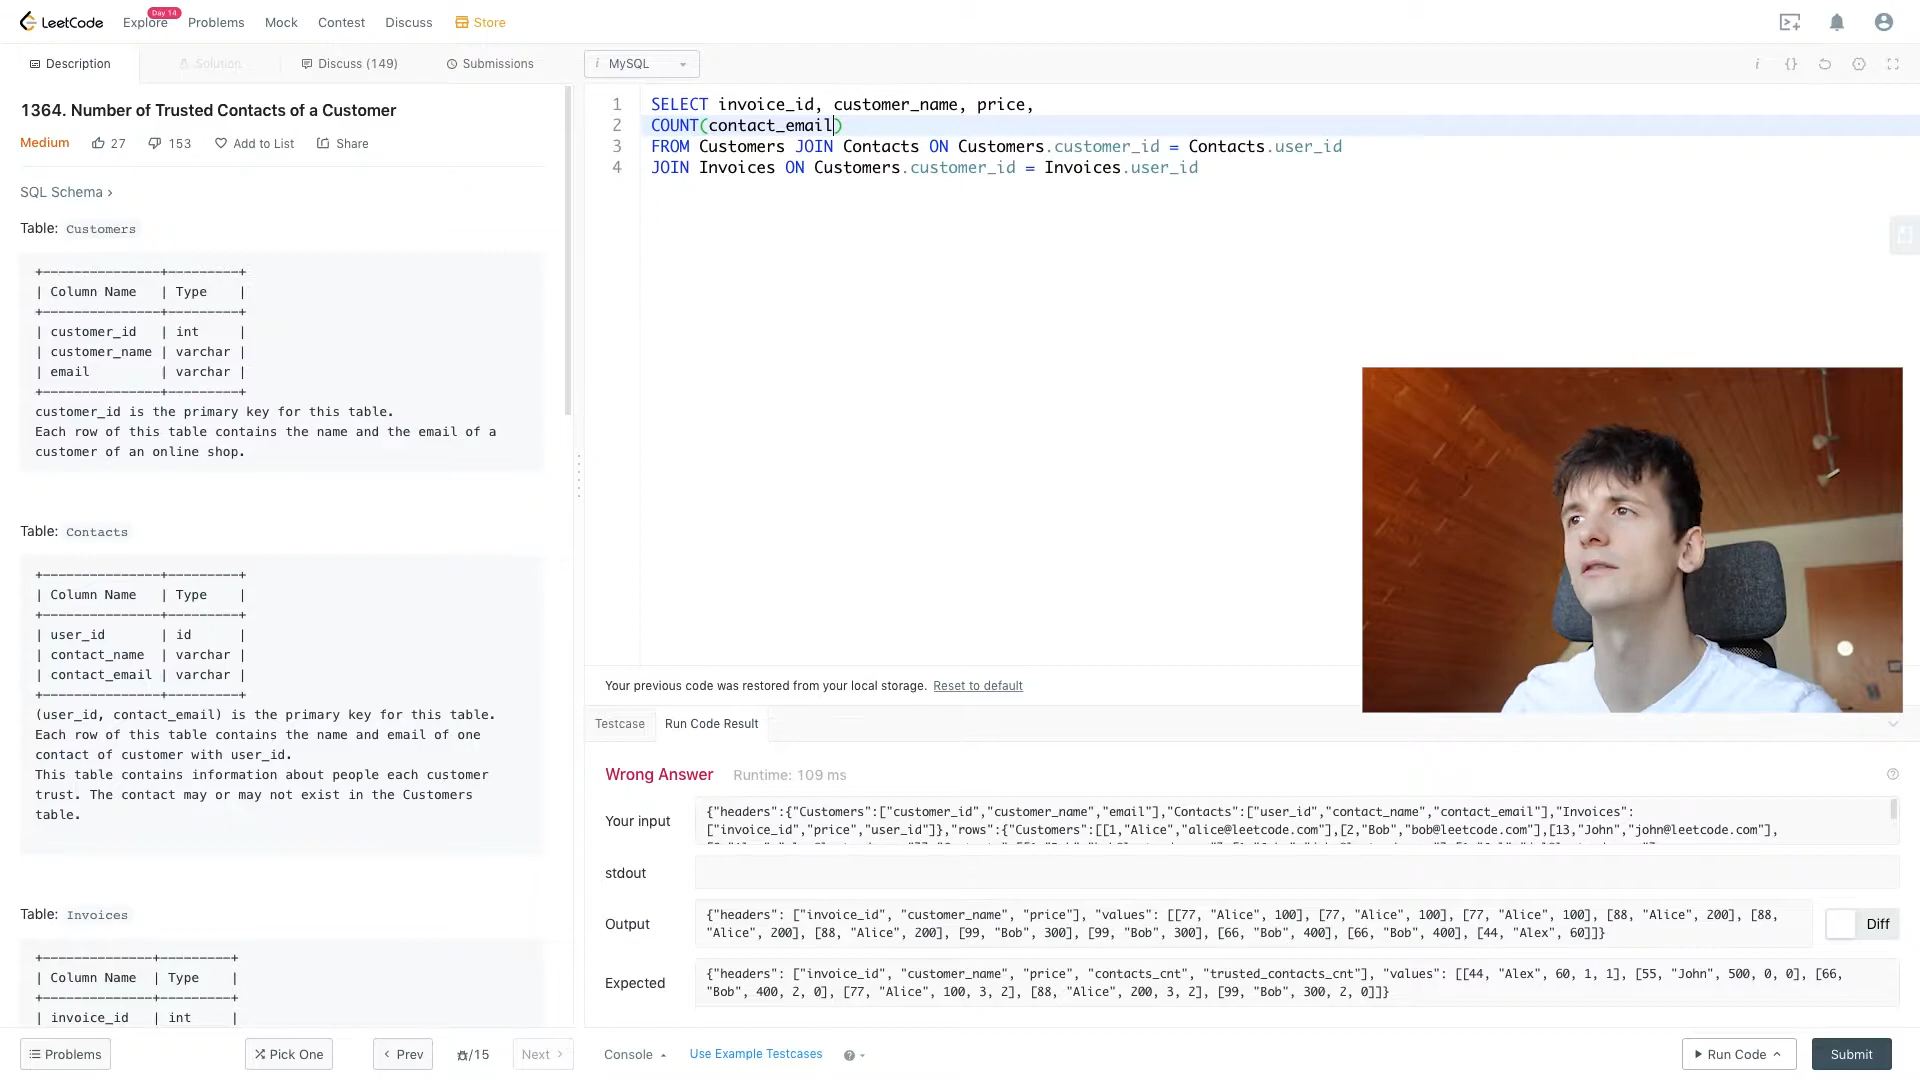 LeetCode
Explore
Day 14
Problems
Mock
Contest
Discuss
Store
Description
Solution
Discuss (149)
Submissions
i MySQL
1364. Number of Trusted Contacts of a Customer
Medium
27
153
Add to List
Share
SQL Schema ›
Table: Customers
+---------------+---------+
| Column Name   | Type    |
+---------------+---------+
| customer_id   | int     |
| customer_name | varchar |
| email         | varchar |
+---------------+---------+
customer_id is the primary key for this table.
Each row of this table contains the name and the email of a
customer of an online shop.
Table: Contacts
+---------------+---------+
| Column Name   | Type    |
+---------------+---------+
| user_id       | id      |
| contact_name  | varchar |
| contact_email | varchar |
+---------------+---------+
(user_id, contact_email) is the primary key for this table.
Each row of this table contains the name and email of one
contact of customer with user_id.
This table contains information about people each customer
trust. The contact may or may not exist in the Customers
table.
Table: Invoices
+--------------+---------+
| Column Name  | Type    |
+--------------+---------+
| invoice_id   | int     |
1 SELECT invoice_id, customer_name, price,
2 COUNT(contact_email)
3 FROM Customers JOIN Contacts ON Customers.customer_id = Contacts.user_id
4 JOIN Invoices ON Customers.customer_id = Invoices.user_id
Your previous code was restored from your local storage. Reset to default
Testcase
Run Code Result
Wrong Answer
Runtime: 109 ms
Your input
{"headers":{"Customers":["customer_id","customer_name","email"],"Contacts":["user_id","contact_name","contact_email"],"Invoices":
["invoice_id","price","user_id"]},"rows":{"Customers":[[1,"Alice","alice@leetcode.com"],[2,"Bob","bob@leetcode.com"],[13,"John","john@leetcode.com"],
stdout
Output
{"headers": ["invoice_id", "customer_name", "price"], "values": [[77, "Alice", 100], [77, "Alice", 100], [77, "Alice", 100], [88, "Alice", 200], [88,
"Alice", 200], [88, "Alice", 200], [99, "Bob", 300], [99, "Bob", 300], [66, "Bob", 400], [66, "Bob", 400], [44, "Alex", 60]]}
Diff
Expected
{"headers": ["invoice_id", "customer_name", "price", "contacts_cnt", "trusted_contacts_cnt"], "values": [[44, "Alex", 60, 1, 1], [55, "John", 500, 0, 0], [66,
"Bob", 400, 2, 0], [77, "Alice", 100, 3, 2], [88, "Alice", 200, 3, 2], [99, "Bob", 300, 2, 0]]}
Problems
Pick One
Prev
/15
Next
Console
Use Example Testcases
Run Code
Submit